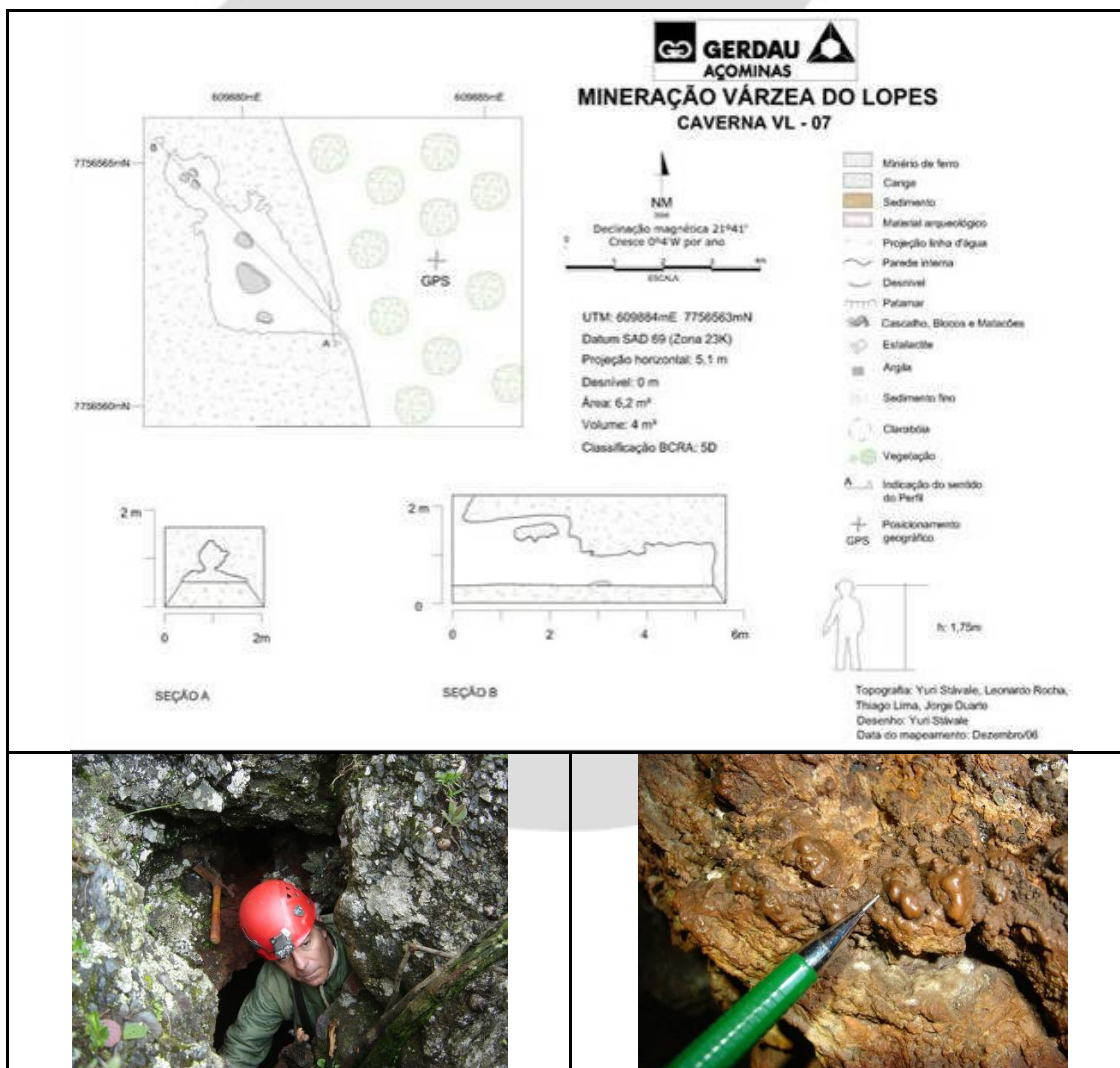 GERDAU
AÇOMINAS
MINERAÇÃO VÁRZEA DO LOPES
CAVERNA VL - 07
609880mE
609885mE
7756565mN
7756560mN
B
A
GPS
NM
Declinação magnética 21º41'
Cresce 0º4'W por ano
ESCALA
UTM: 609884mE 7756563mN
Datum SAD 69 (Zona 23K)
Projeção horizontal: 5,1 m
Desnível: 0 m
Área: 6,2 m²
Volume: 4 m³
Classificação BCRA: 5D
Minério de ferro
Canga
Sedimento
Material arqueológico
Projeção linha d'água
Parede interna
Desnível
Patamar
Cascalho, Blocos e Matacões
Estalactite
Argila
Sedimento fino
Clarabóia
Vegetação
A
Indicação do sentido
do Perfil
GPS
Posicionamento
geográfico
2 m
0
2m
SEÇÃO A
2 m
0
0
2
4
6m
SEÇÃO B
h: 1,75m
Topografia: Yuri Stávale, Leonardo Rocha,
Thiago Lima, Jorge Duarte
Desenho: Yuri Stávale
Data do mapeamento: Dezembro/06